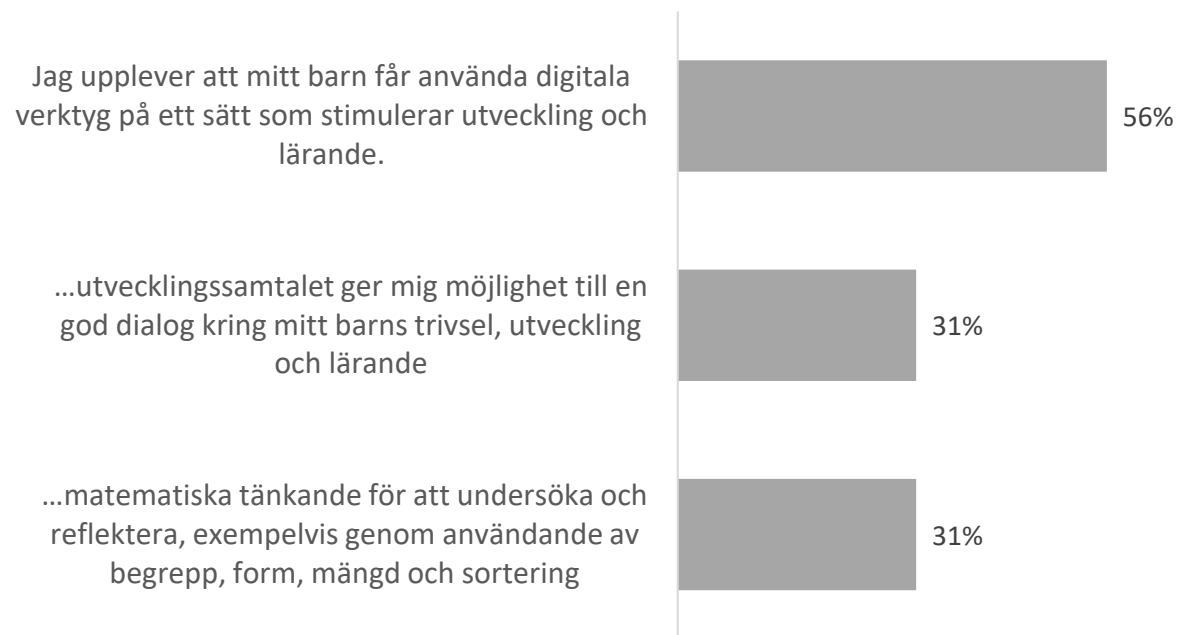 Jag upplever att mitt barn får använda digitala
verktyg på ett sätt som stimulerar utveckling och
lärande.
56%
...utvecklingssamtalet ger mig möjlighet till en
god dialog kring mitt barns trivsel, utveckling
och lärande
31%
...matematiska tänkande för att undersöka och
reflektera, exempelvis genom användande av
begrepp, form, mängd och sortering
31%